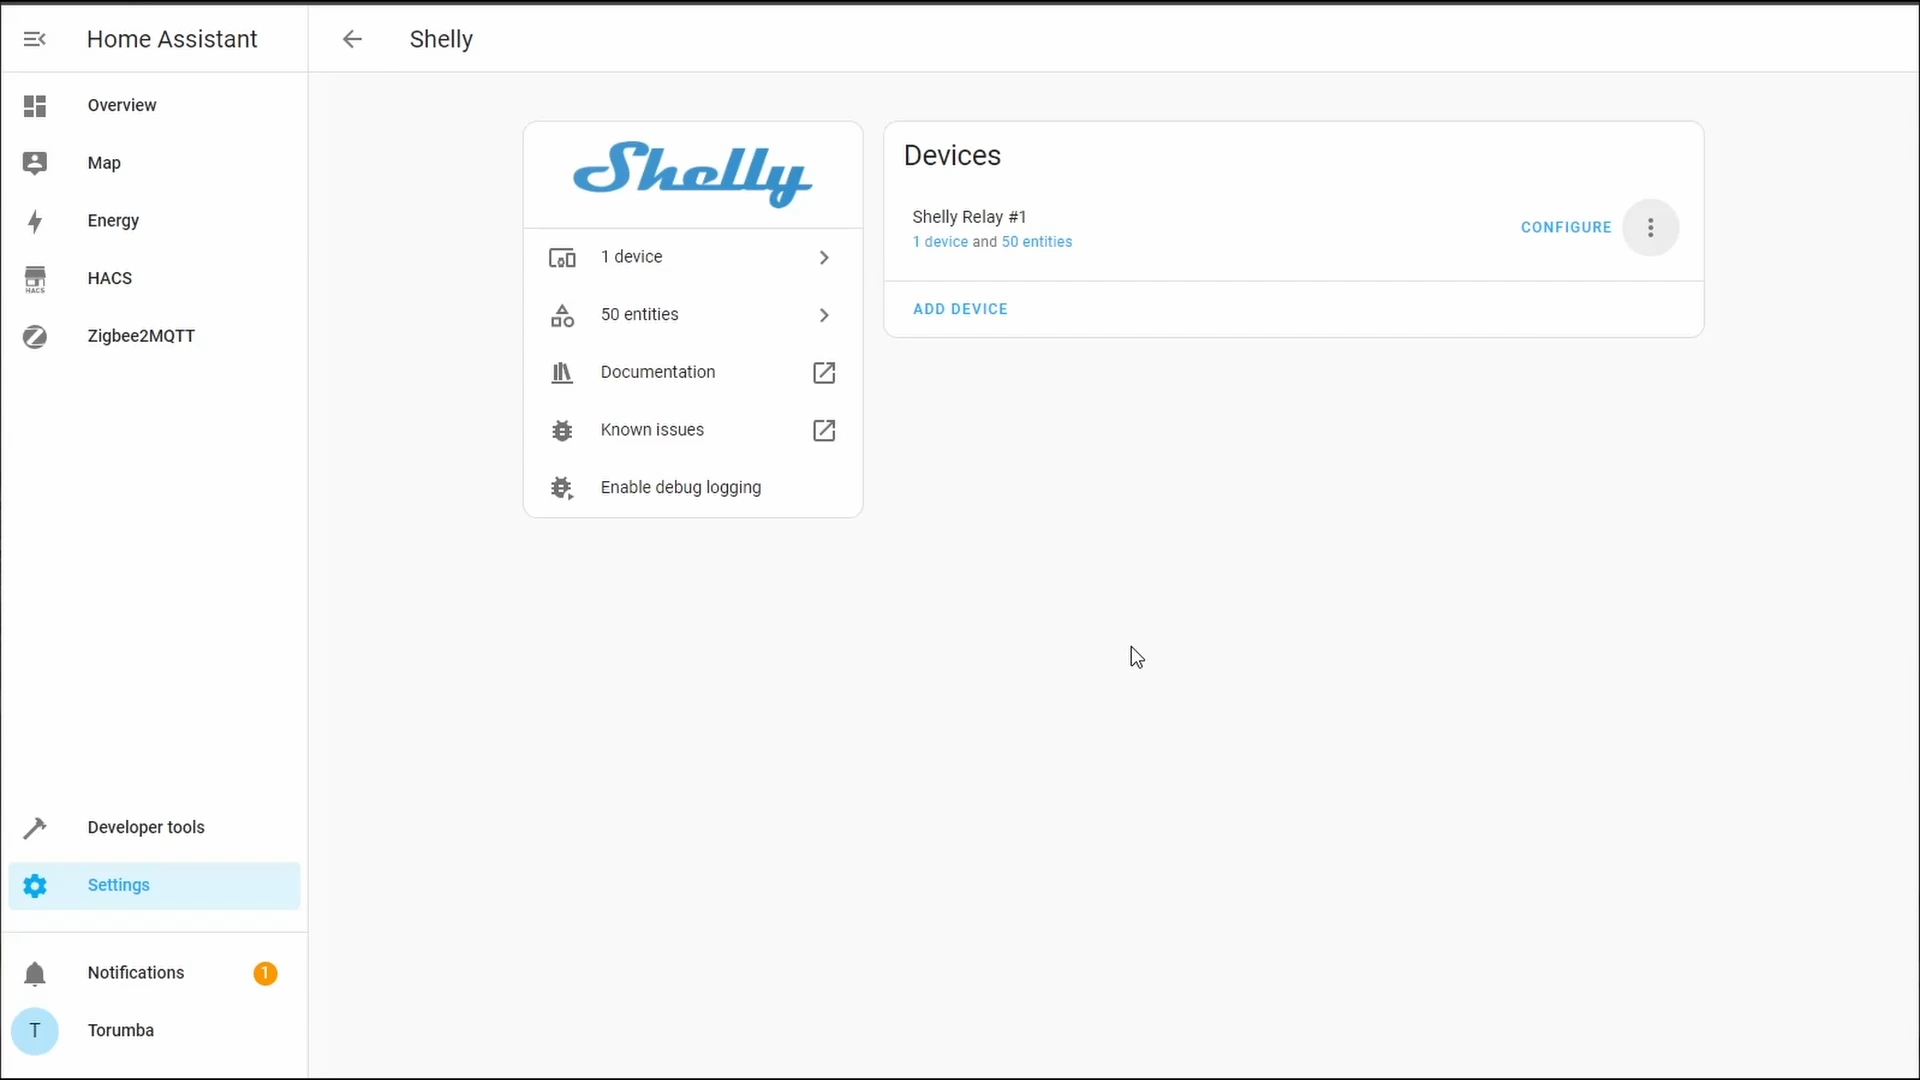 Home Assistant
Shelly
Overview
Map
Energy
HACS
HACS
Zigbee2MQTT
Developer tools
Settings
Notifications
1
T
Torumba
Shelly
1 device
50 entities
Documentation
Known issues
Enable debug logging
Devices
Shelly Relay #1
1 device and 50 entities
CONFIGURE
ADD DEVICE